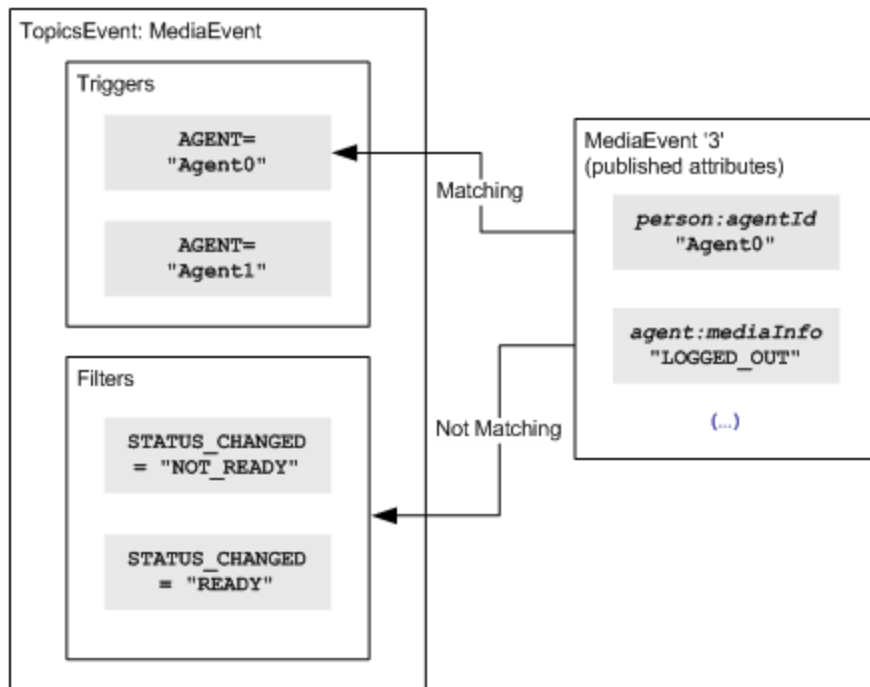 TopicsEvent: MediaEvent
Triggers
AGENT=
"Agent0"
AGENT=
"Agent1"
Filters
STATUS_CHANGED
= "NOT_READY"
STATUS_CHANGED
= "READY"
Matching
Not Matching
MediaEvent '3'
(published attributes)
person:agentId
"Agent0"
agent:mediaInfo
"LOGGED_OUT"
(...)